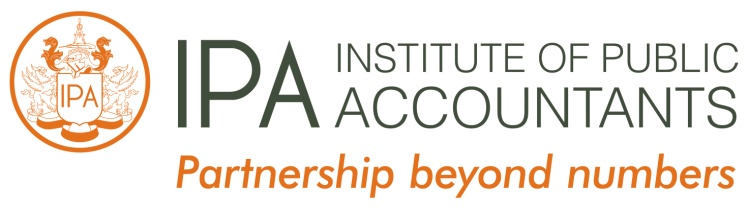 IPA
IPA
INSTITUTE OF PUBLIC
ACCOUNTANTS
Partnership beyond numbers